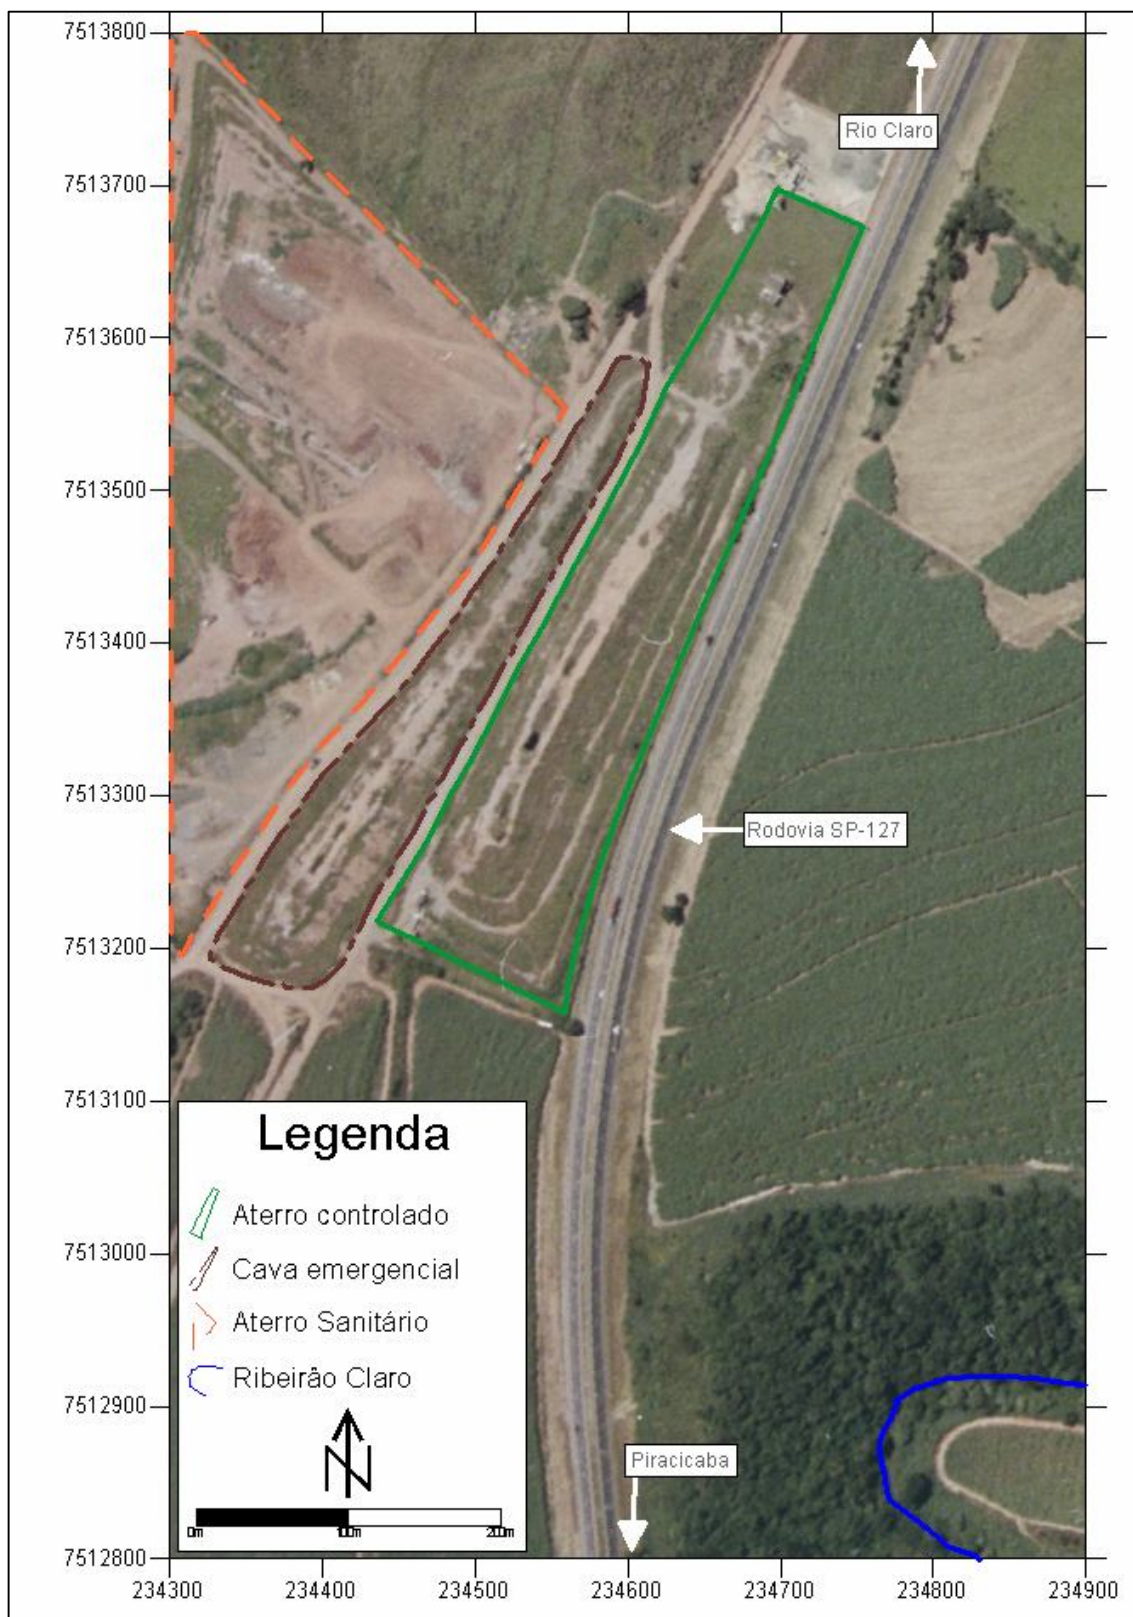 7513800
Rio Claro
7513700
7513600
7513500
7513400
7513300
Rodovia SP-127
7513200
7513100
Legenda
Aterro controlado
7513000
Cava emergencial
Aterro Sanitário
Ribeirão Claro
7512900
N
Piracicaba
0m 100m 200m
7512800
234300 234400 234500 234600 234700 234800 234900